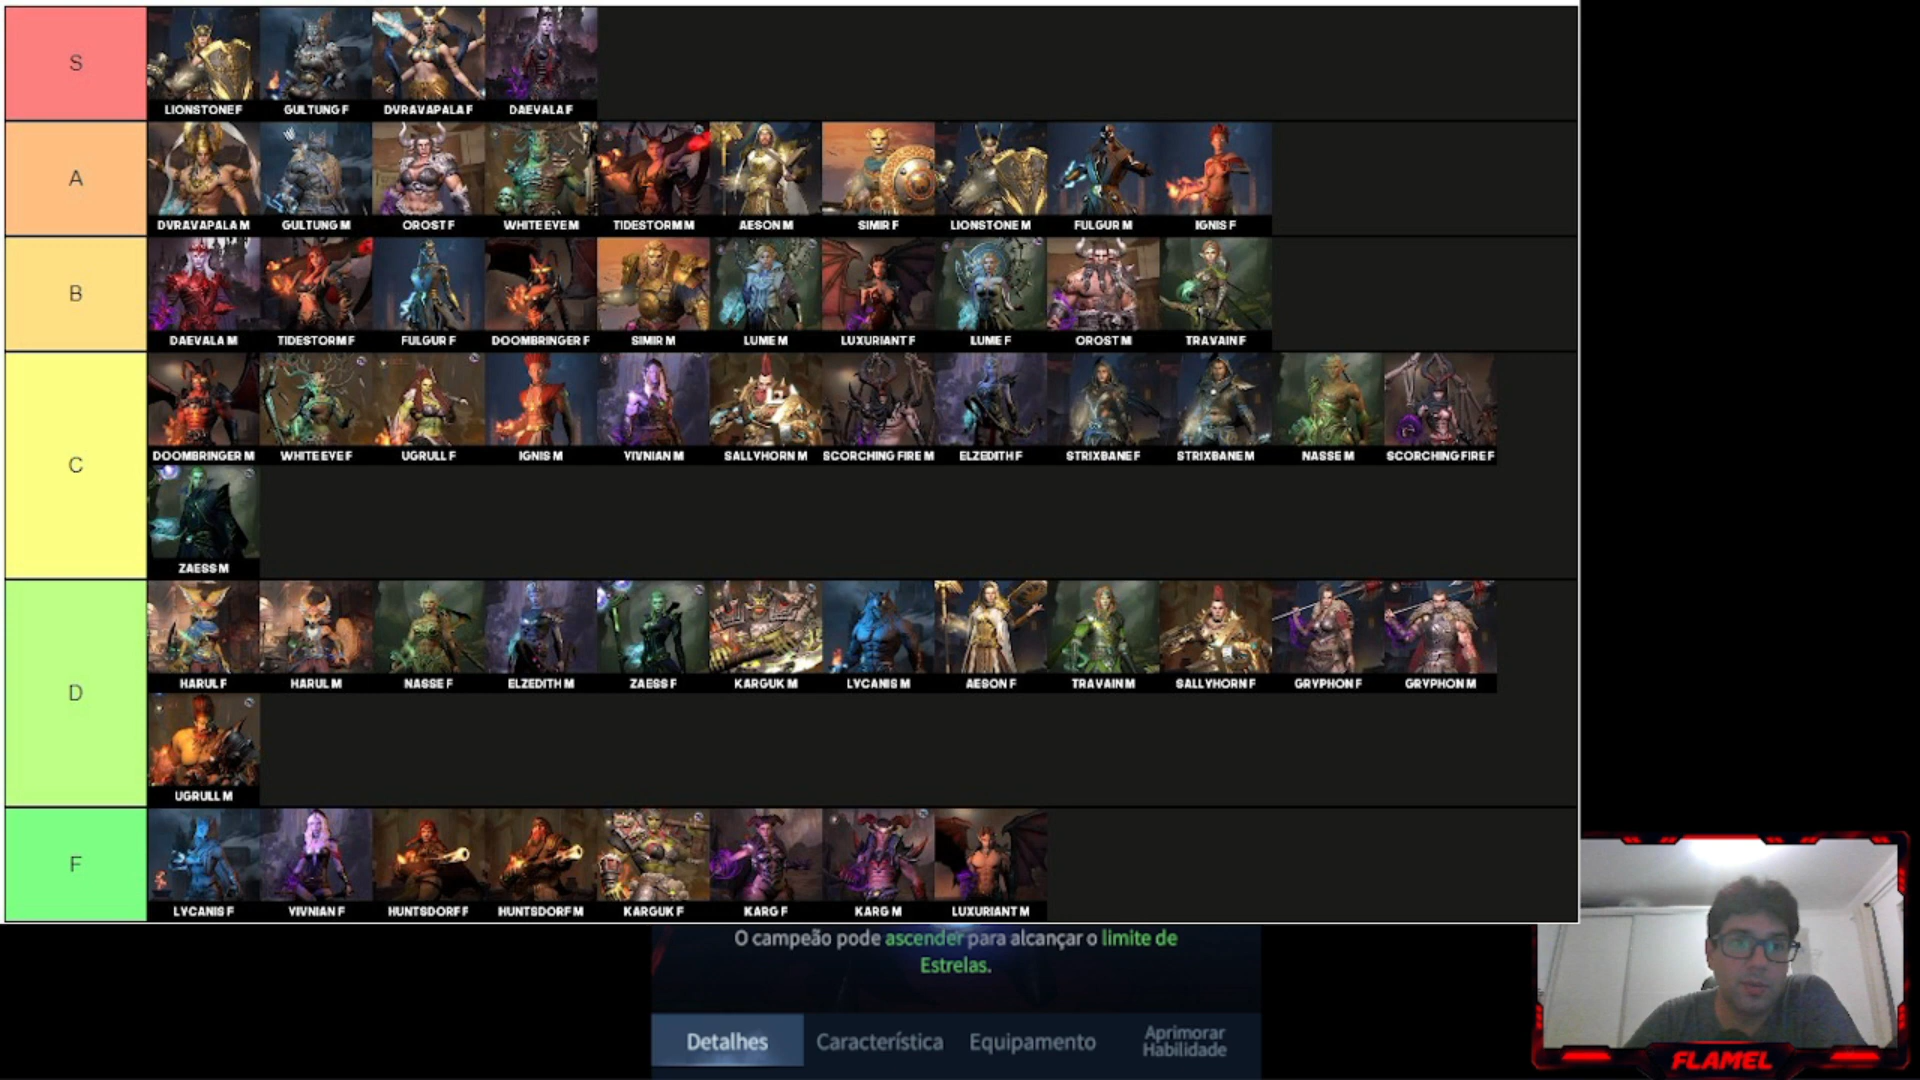 S
LIONSTONE F
GULTUNG F
DVRAVAPALA F
DAEVALA F
A
DVRAVAPALA M
GULTUNG M
OROST F
WHITE EYE M
TIDESTORM M
AESON M
SIMIR F
LIONSTONE M
FULGUR M
IGNIS F
B
DAEVALA M
TIDESTORM F
FULGUR F
DOOMBRINGER F
SIMIR M
LUME M
LUXURIANT F
LUME F
OROST M
TRAVAIN F
C
DOOMBRINGER M
WHITE EYE F
UGRULL F
IGNIS M
VIVNIAN M
SALLYHORN M
SCORCHING FIRE M
ELZEDITH F
STRIXBANE F
STRIXBANE M
NASSE M
SCORCHING FIRE F
ZAESS M
D
HARUL F
HARUL M
NASSE F
ELZEDITH M
ZAESS F
KARGUK M
LYCANIS M
AESON F
TRAVAIN M
SALLYHORN F
GRYPHON F
GRYPHON M
UGRULL M
F
LYCANIS F
VIVNIAN F
HUNTSDORF F
HUNTSDORF M
KARGUK F
KARG F
KARG M
LUXURIANT M
O campeão pode ascender para alcançar o limite de
Estrelas.
Detalhes
Característica
Equipamento
Aprimorar
Habilidade
FLAMEL